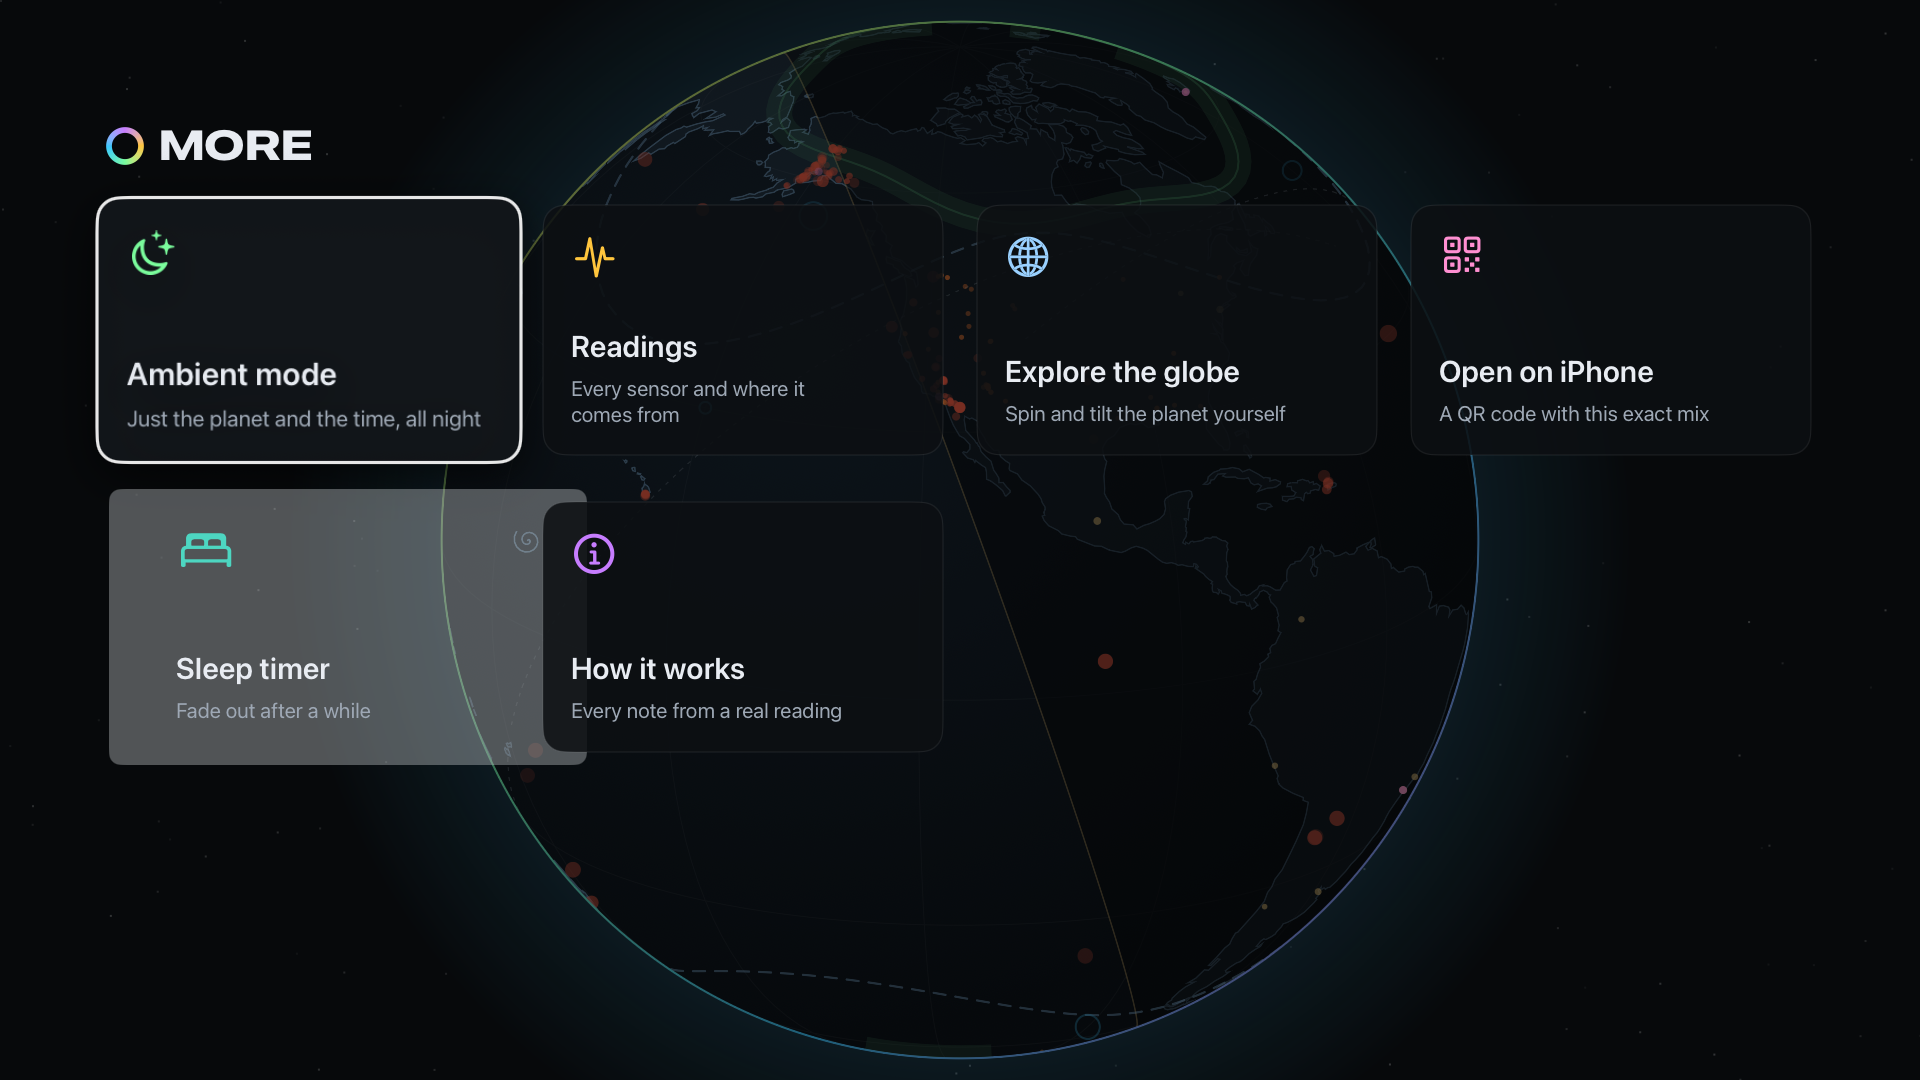 MORE
Ambient mode
Just the planet and the time, all night
Readings
Every sensor and where it
comes from
Explore the globe
Spin and tilt the planet yourself
Open on iPhone
A QR code with this exact mix
Sleep timer
Fade out after a while
How it works
Every note from a real reading